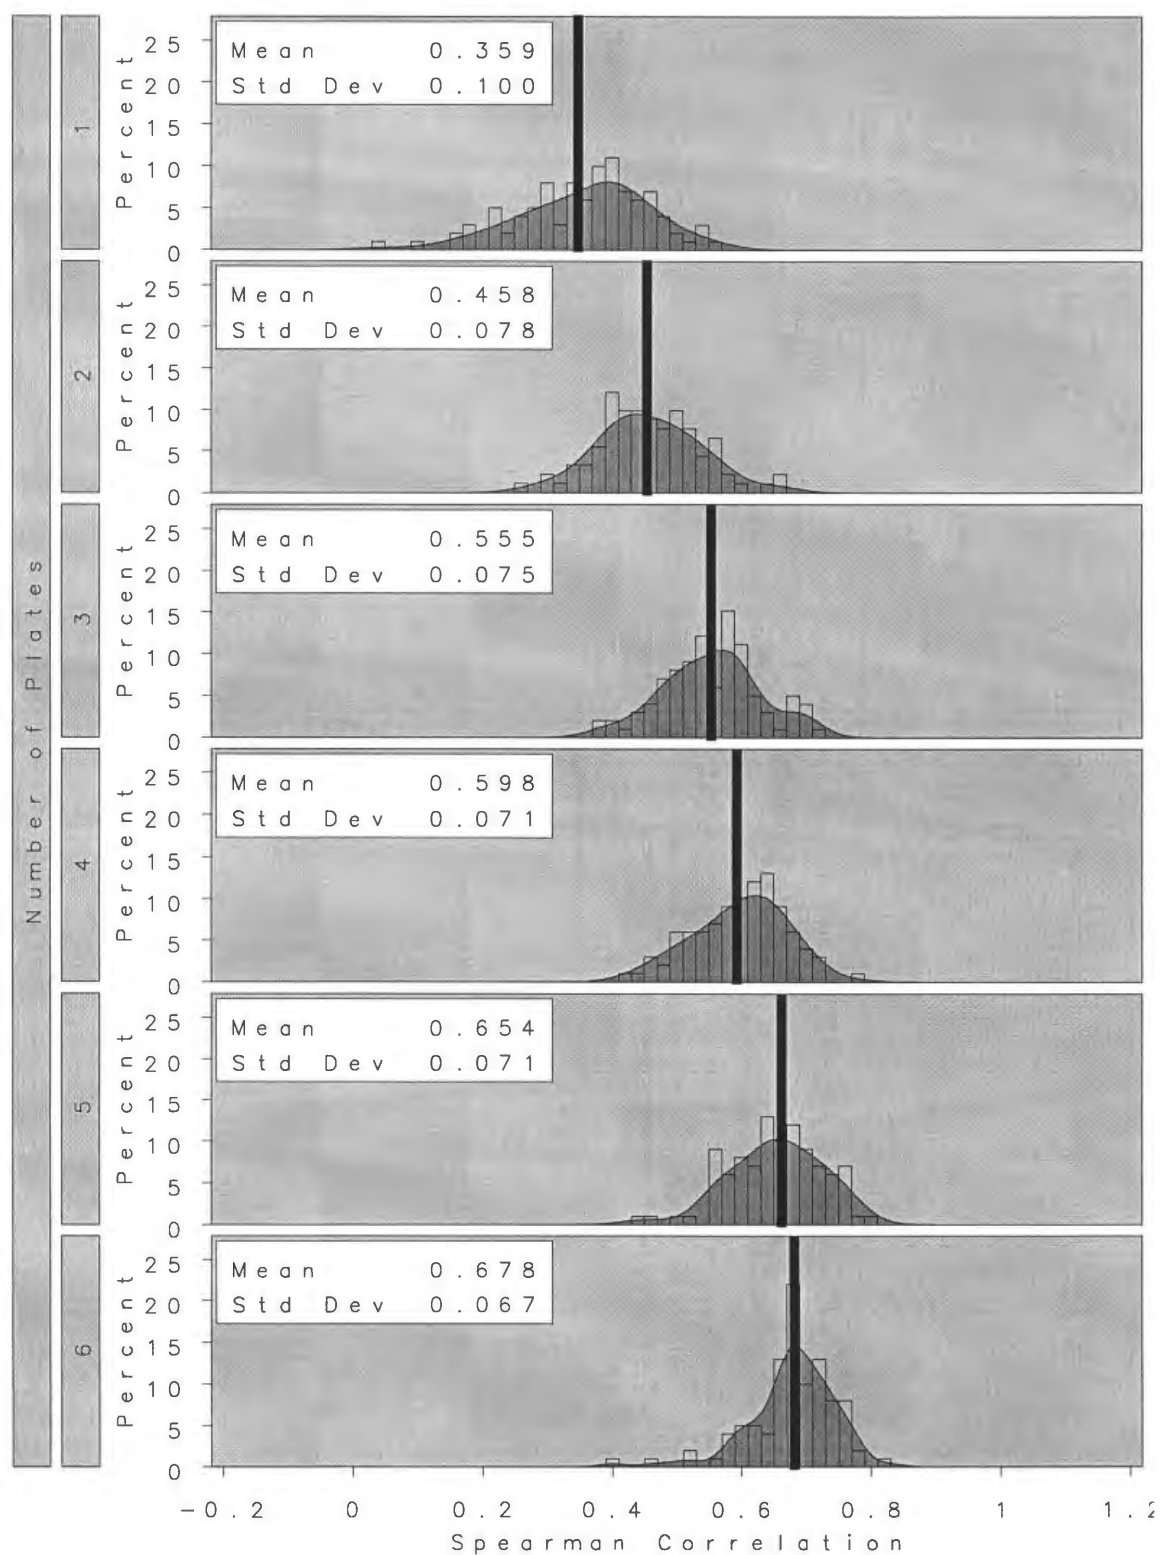 Number of Plates
1
Percent
25
20
15
10
5
0
Mean 0.359
Std Dev 0.100
2
Percent
25
20
15
10
5
0
Mean 0.458
Std Dev 0.078
3
Percent
25
20
15
10
5
0
Mean 0.555
Std Dev 0.075
4
Percent
25
20
15
10
5
0
Mean 0.598
Std Dev 0.071
5
Percent
25
20
15
10
5
0
Mean 0.654
Std Dev 0.071
6
Percent
25
20
15
10
5
0
Mean 0.678
Std Dev 0.067
-0.2 0 0.2 0.4 0.6 0.8 1 1.2
Spearman Correlation